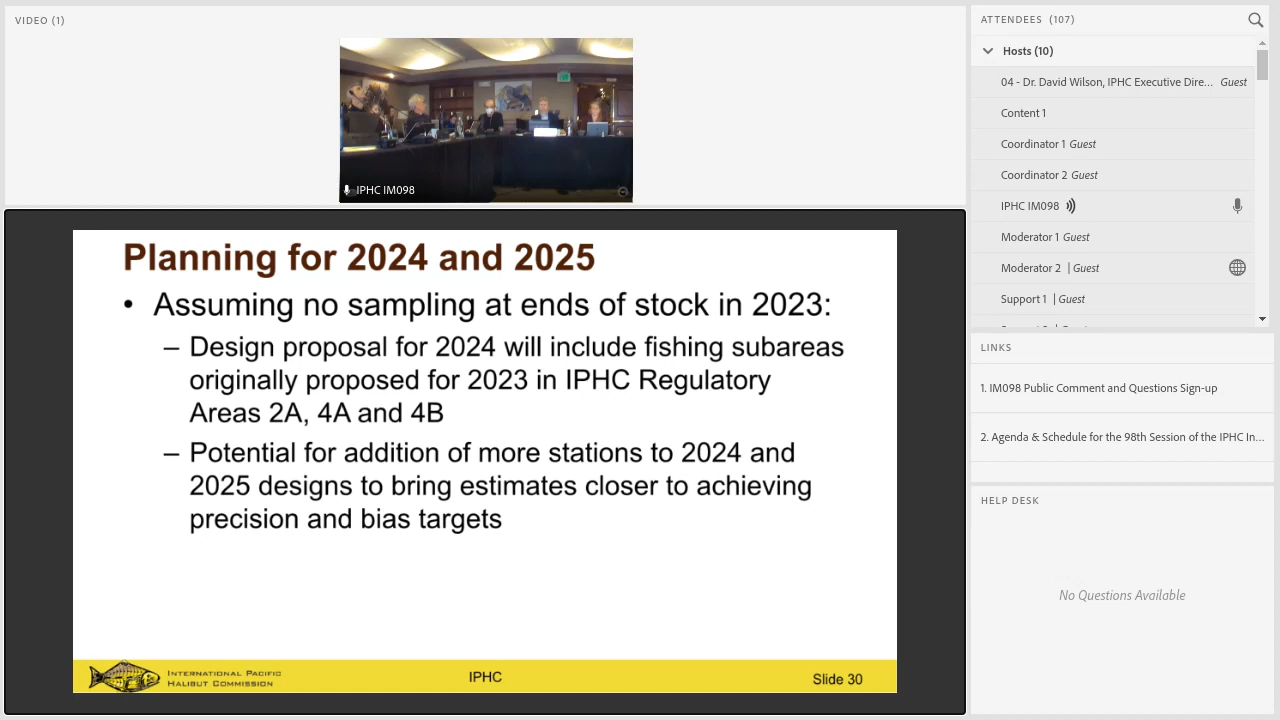 VIDEO (1)
IPHC IM098
Planning for 2024 and 2025
• Assuming no sampling at ends of stock in 2023:
– Design proposal for 2024 will include fishing subareas
originally proposed for 2023 in IPHC Regulatory
Areas 2A, 4A and 4B
– Potential for addition of more stations to 2024 and
2025 designs to bring estimates closer to achieving
precision and bias targets
INTERNATIONAL PACIFIC
HALIBUT COMMISSION
IPHC
Slide 30
ATTENDEES (107)
Hosts (10)
04 - Dr. David Wilson, IPHC Executive Dire... Guest
Content 1
Coordinator 1 Guest
Coordinator 2 Guest
IPHC IM098
Moderator 1 Guest
Moderator 2 | Guest
Support 1 | Guest
LINKS
1. IM098 Public Comment and Questions Sign-up
2. Agenda & Schedule for the 98th Session of the IPHC In...
HELP DESK
No Questions Available